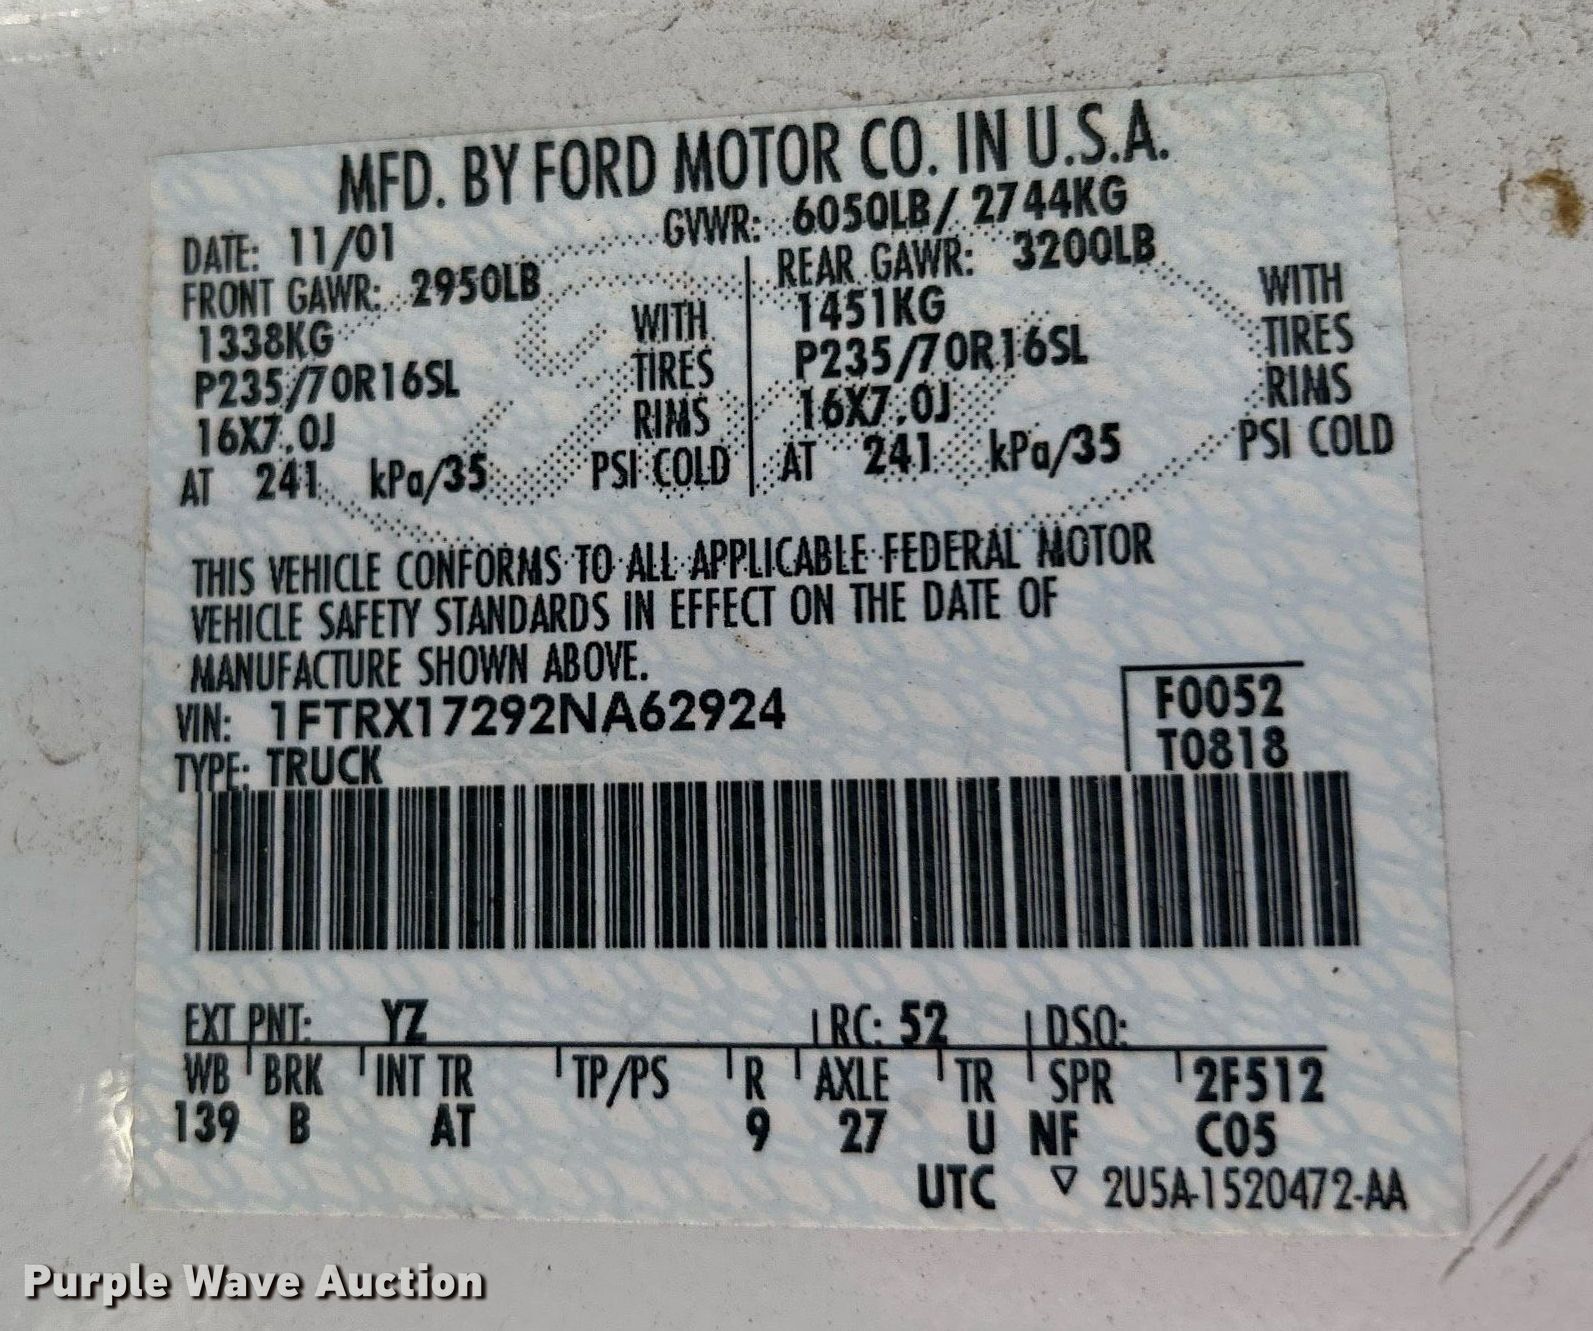 MFD. BY FORD MOTOR CO. IN U.S.A.
DATE: 11/01 GVWR: 6050LB/ 2744KG
FRONT GAWR: 2950LB REAR GAWR: 3200LB
1338KG WITH 1451KG WITH
P235/70R16SL TIRES P235/70R16SL TIRES
16X7.0J RIMS 16X7.0J RIMS
AT 241 kPa/35 PSI COLD AT 241 kPa/35 PSI COLD
THIS VEHICLE CONFORMS TO ALL APPLICABLE FEDERAL MOTOR
VEHICLE SAFETY STANDARDS IN EFFECT ON THE DATE OF
MANUFACTURE SHOWN ABOVE.
VIN: 1FTRX17292NA62924 F0052
TYPE: TRUCK T0818
EXT PNT: YZ RC: 52 DSO:
WB BRK INT TR TP/PS R AXLE TR SPR 2F512
139 B AT 9 27 U NF C05
UTC ▽ 2U5A-1520472-AA
Purple Wave Auction